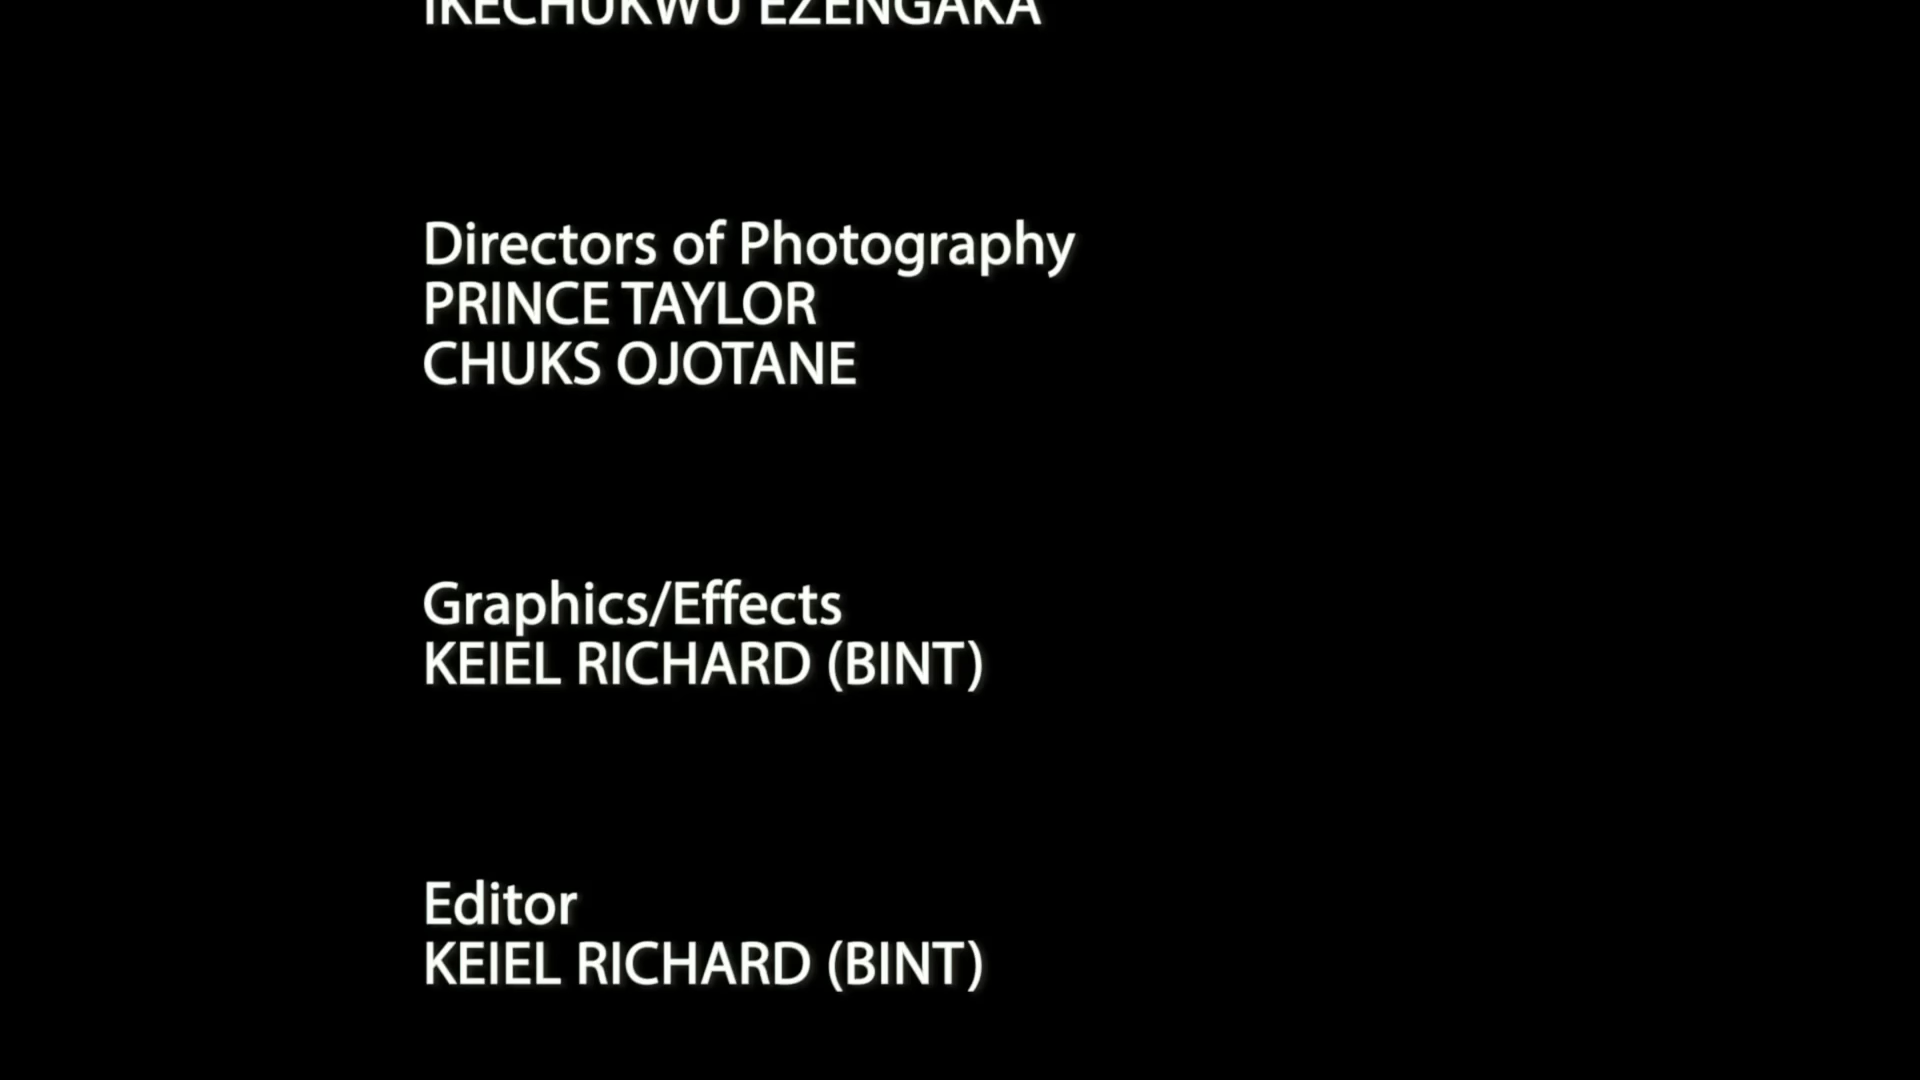 IKECHUKWU EZENGAKA
Directors of Photography
PRINCE TAYLOR
CHUKS OJOTANE
Graphics/Effects
KEIEL RICHARD (BINT)
Editor
KEIEL RICHARD (BINT)